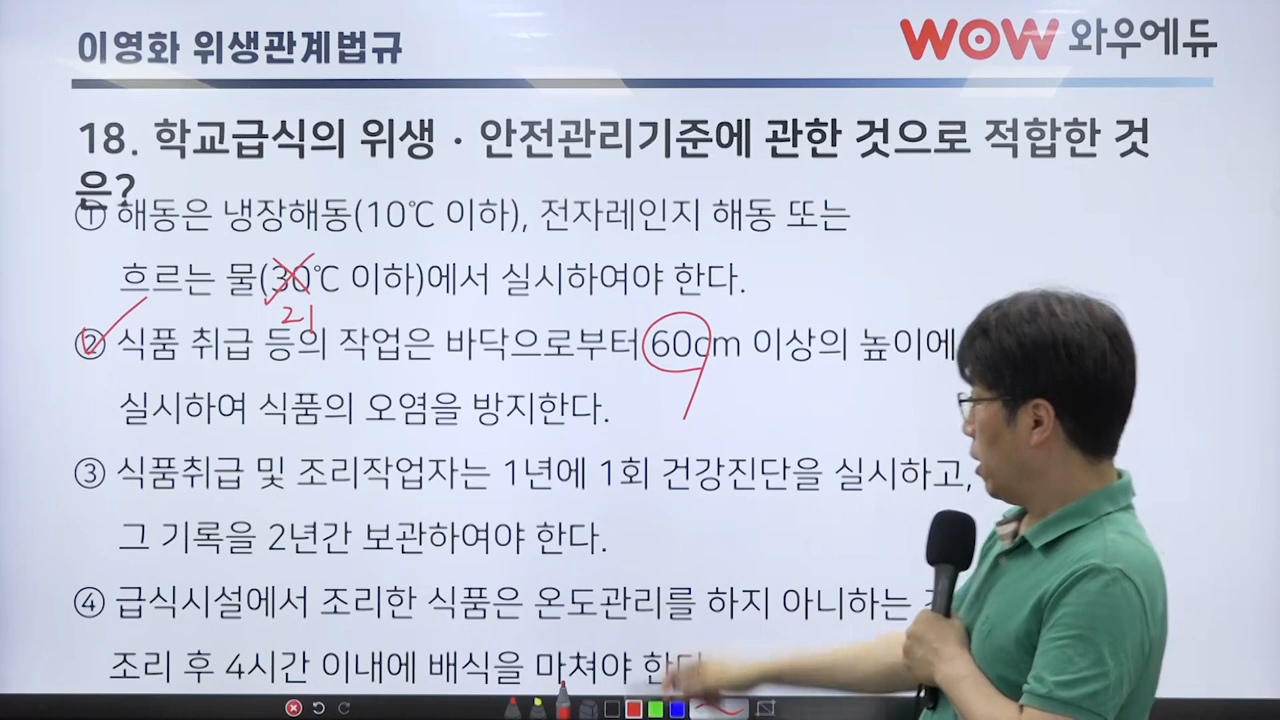 이영화 위생관계법규
WOW 와우에듀
18. 학교급식의 위생 · 안전관리기준에 관한 것으로 적합한 것
은?
① 해동은 냉장해동(10℃ 이하), 전자레인지 해동 또는
흐르는 물(30℃ 이하)에서 실시하여야 한다.
21
② 식품 취급 등의 작업은 바닥으로부터 60cm 이상의 높이에
실시하여 식품의 오염을 방지한다.
③ 식품취급 및 조리작업자는 1년에 1회 건강진단을 실시하고,
그 기록을 2년간 보관하여야 한다.
④ 급식시설에서 조리한 식품은 온도관리를 하지 아니하는
조리 후 4시간 이내에 배식을 마쳐야 한다